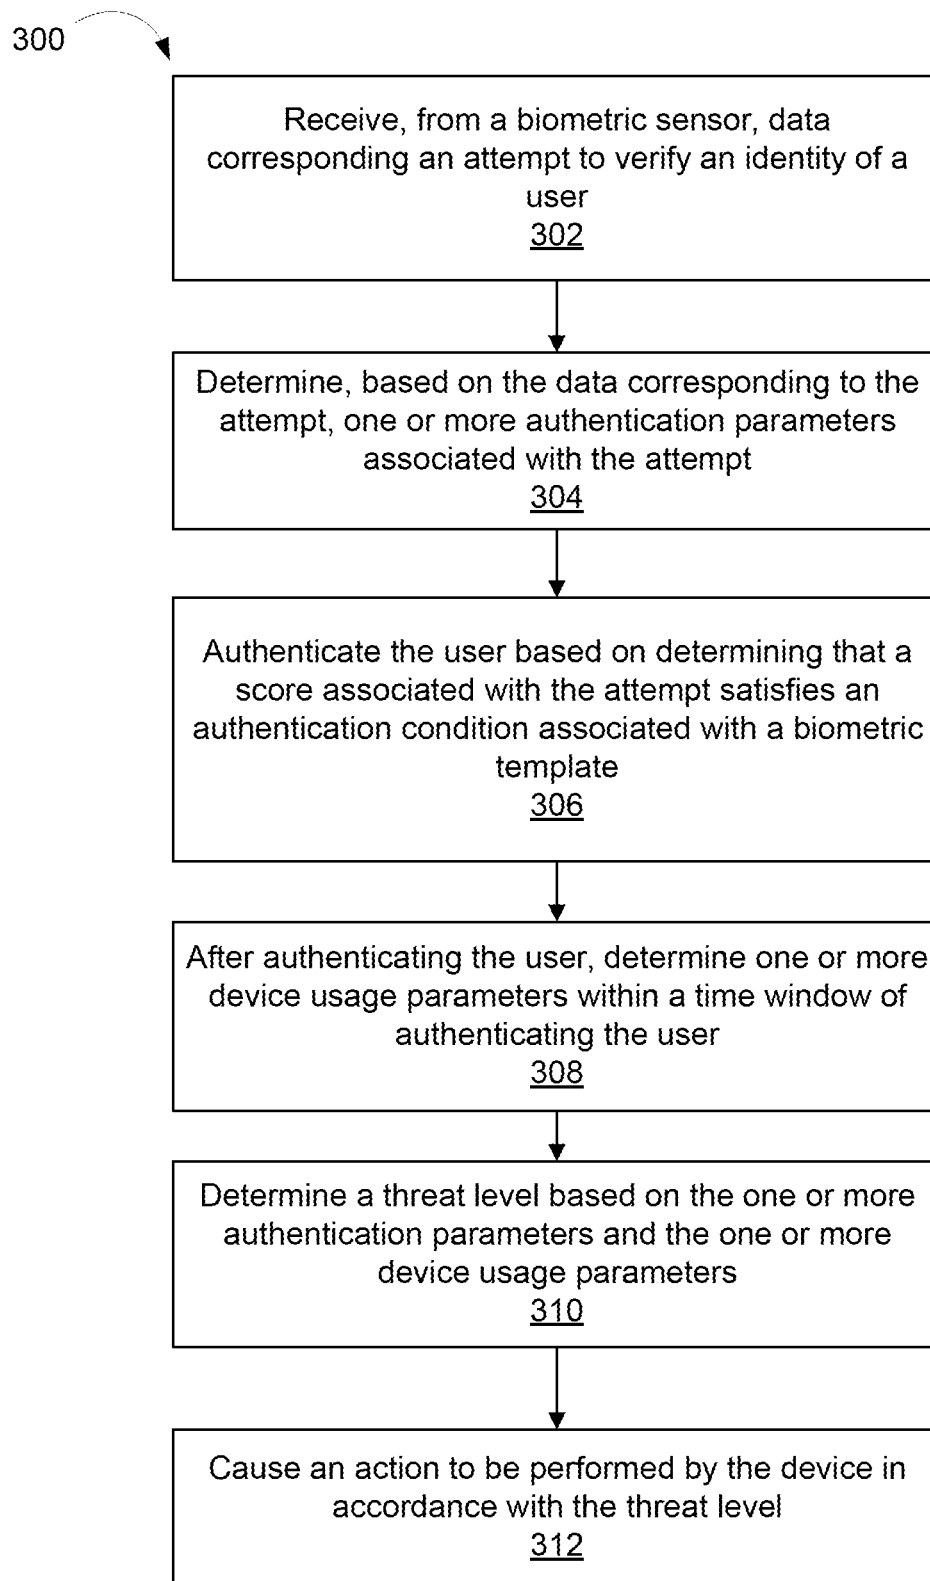 300
Receive, from a biometric sensor, data
corresponding an attempt to verify an identity of a
user
302
Determine, based on the data corresponding to the
attempt, one or more authentication parameters
associated with the attempt
304
Authenticate the user based on determining that a
score associated with the attempt satisfies an
authentication condition associated with a biometric
template
306
After authenticating the user, determine one or more
device usage parameters within a time window of
authenticating the user
308
Determine a threat level based on the one or more
authentication parameters and the one or more
device usage parameters
310
Cause an action to be performed by the device in
accordance with the threat level
312